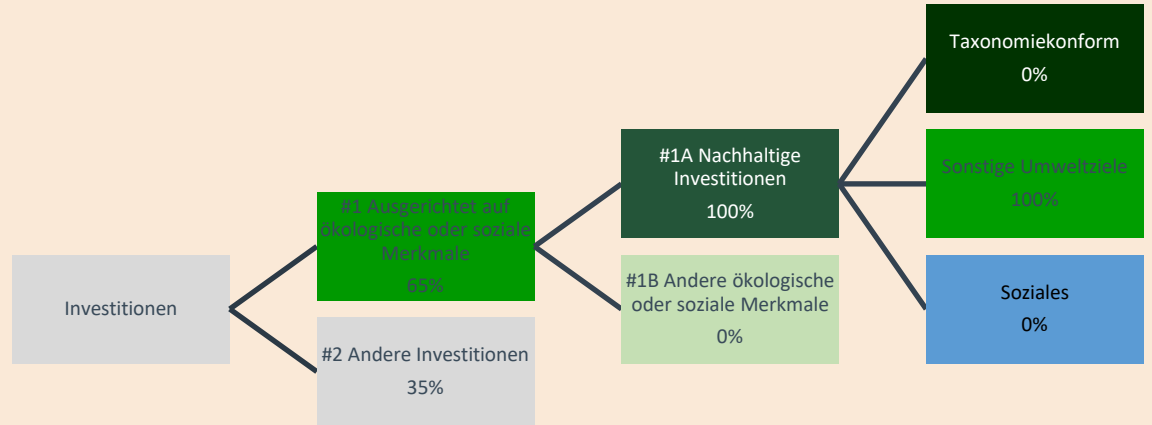 Investitionen
#1 Ausgerichtet auf
ökologische oder soziale
Merkmale
65%
#2 Andere Investitionen
35%
#1A Nachhaltige
Investitionen
100%
#1B Andere ökologische
oder soziale Merkmale
0%
Taxonomiekonform
0%
Sonstige Umweltziele
100%
Soziales
0%